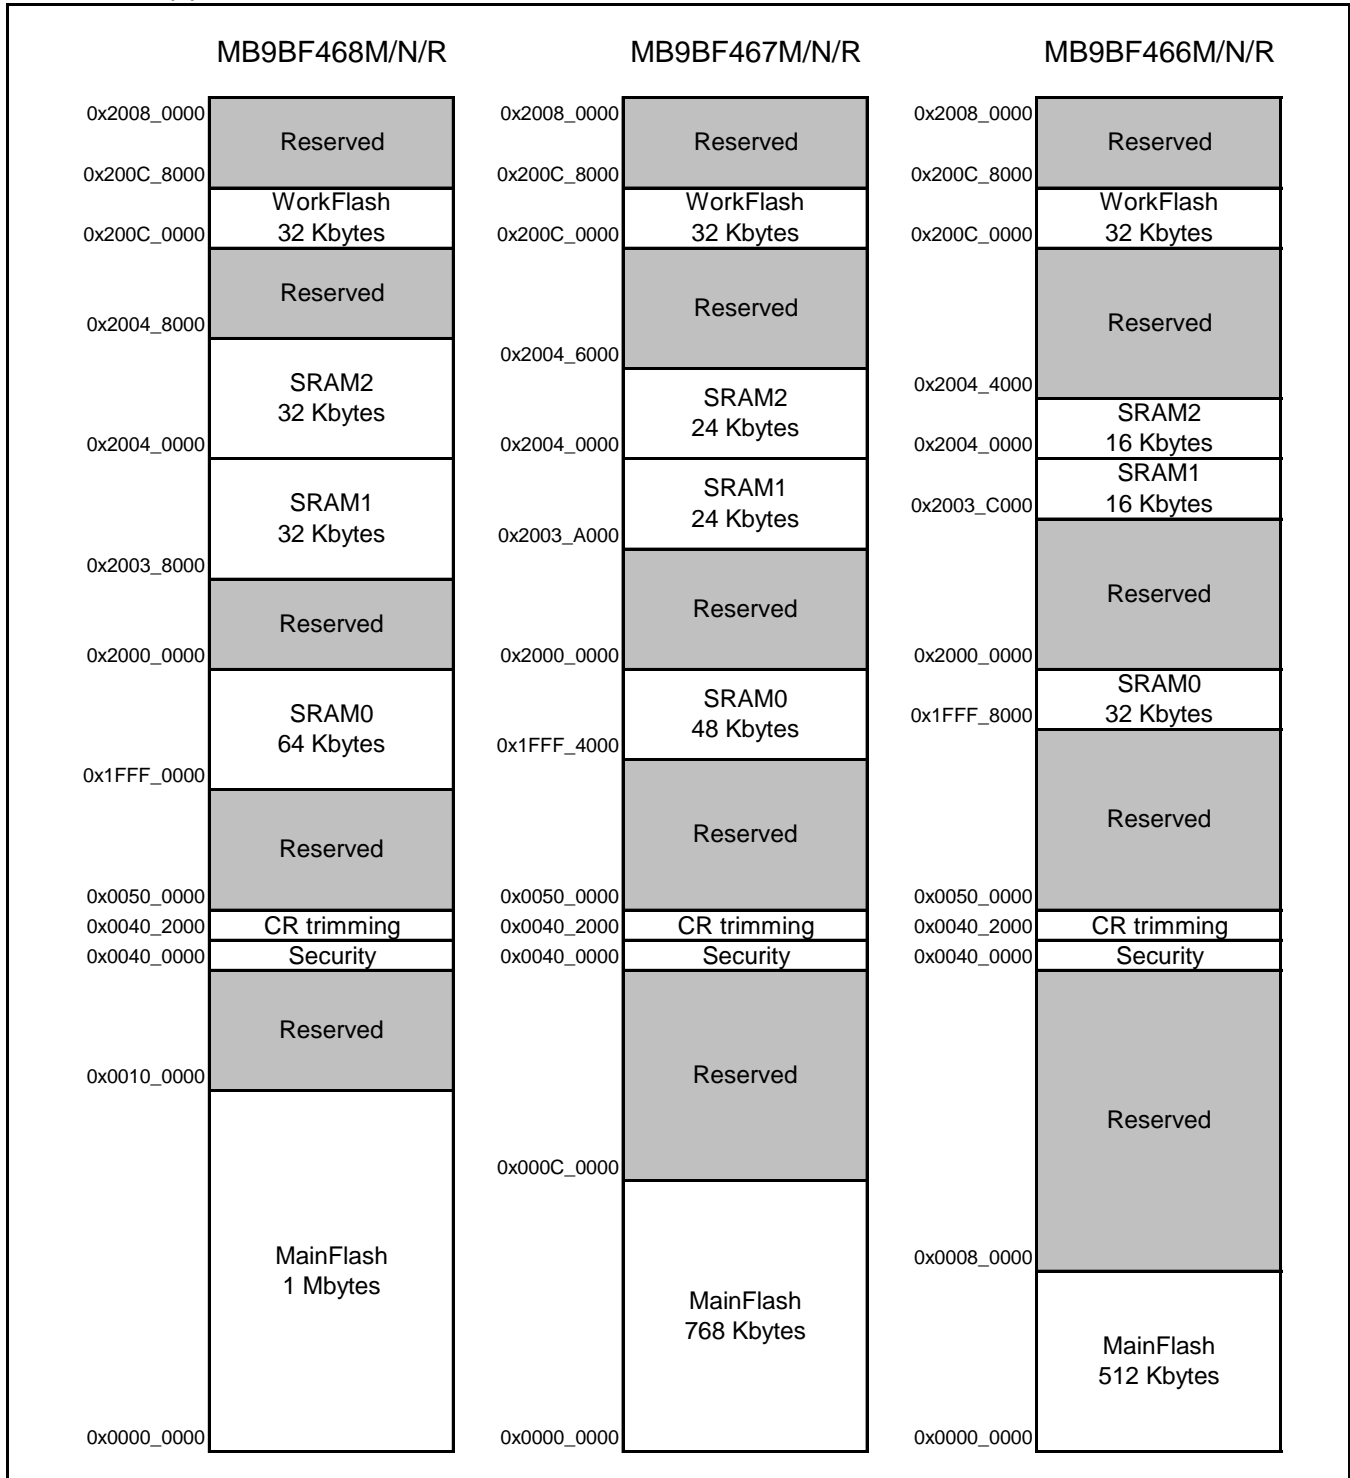 MB9BF468M/N/R
0x2008_0000
Reserved
0x200C_8000
WorkFlash
32 Kbytes
0x200C_0000
Reserved
0x2004_8000
SRAM2
32 Kbytes
0x2004_0000
SRAM1
32 Kbytes
0x2003_8000
Reserved
0x2000_0000
SRAM0
64 Kbytes
0x1FFF_0000
Reserved
0x0050_0000
CR trimming
0x0040_2000
Security
0x0040_0000
Reserved
0x0010_0000
MainFlash
1 Mbytes
0x0000_0000
MB9BF467M/N/R
0x2008_0000
Reserved
0x200C_8000
WorkFlash
32 Kbytes
0x200C_0000
Reserved
0x2004_6000
SRAM2
24 Kbytes
0x2004_0000
SRAM1
24 Kbytes
0x2003_A000
Reserved
0x2000_0000
SRAM0
48 Kbytes
0x1FFF_4000
Reserved
0x0050_0000
CR trimming
0x0040_2000
Security
0x0040_0000
Reserved
0x000C_0000
MainFlash
768 Kbytes
0x0000_0000
MB9BF466M/N/R
0x2008_0000
Reserved
0x200C_8000
WorkFlash
32 Kbytes
0x200C_0000
Reserved
0x2004_4000
SRAM2
16 Kbytes
0x2004_0000
SRAM1
16 Kbytes
0x2003_C000
Reserved
0x2000_0000
SRAM0
32 Kbytes
0x1FFF_8000
Reserved
0x0050_0000
CR trimming
0x0040_2000
Security
0x0040_0000
Reserved
0x0008_0000
MainFlash
512 Kbytes
0x0000_0000